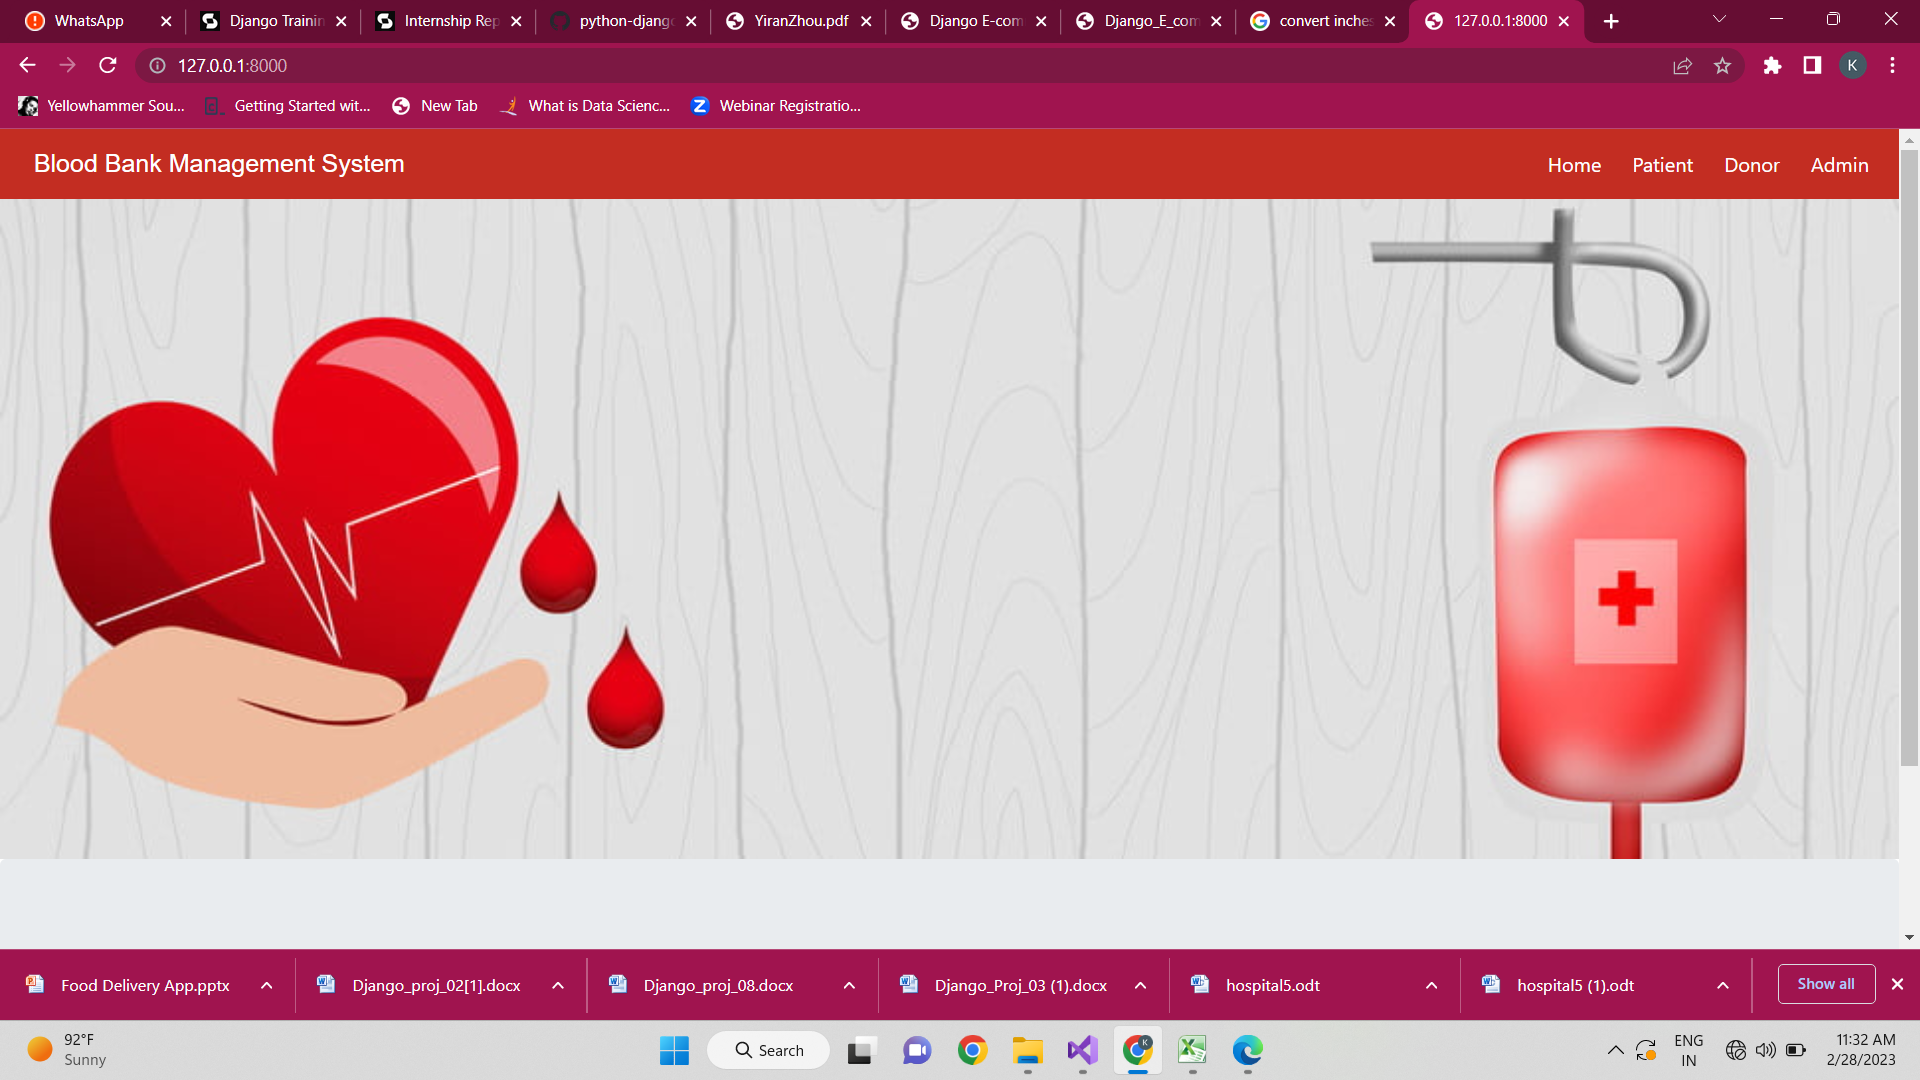 WhatsApp
Django Trainin
Internship Rep
python-django
YiranZhou.pdf
Django E-com
Django_E_com
convert inches
127.0.0.1:8000
127.0.0.1:8000
Yellowhammer Sou...
Getting Started wit...
New Tab
What is Data Scienc...
Webinar Registratio...
K
Blood Bank Management System
Home
Patient
Donor
Admin
Food Delivery App.pptx
Django_proj_02[1].docx
Django_proj_08.docx
Django_Proj_03 (1).docx
hospital5.odt
hospital5 (1).odt
Show all
92°F
Sunny
Search
ENG
IN
11:32 AM
2/28/2023